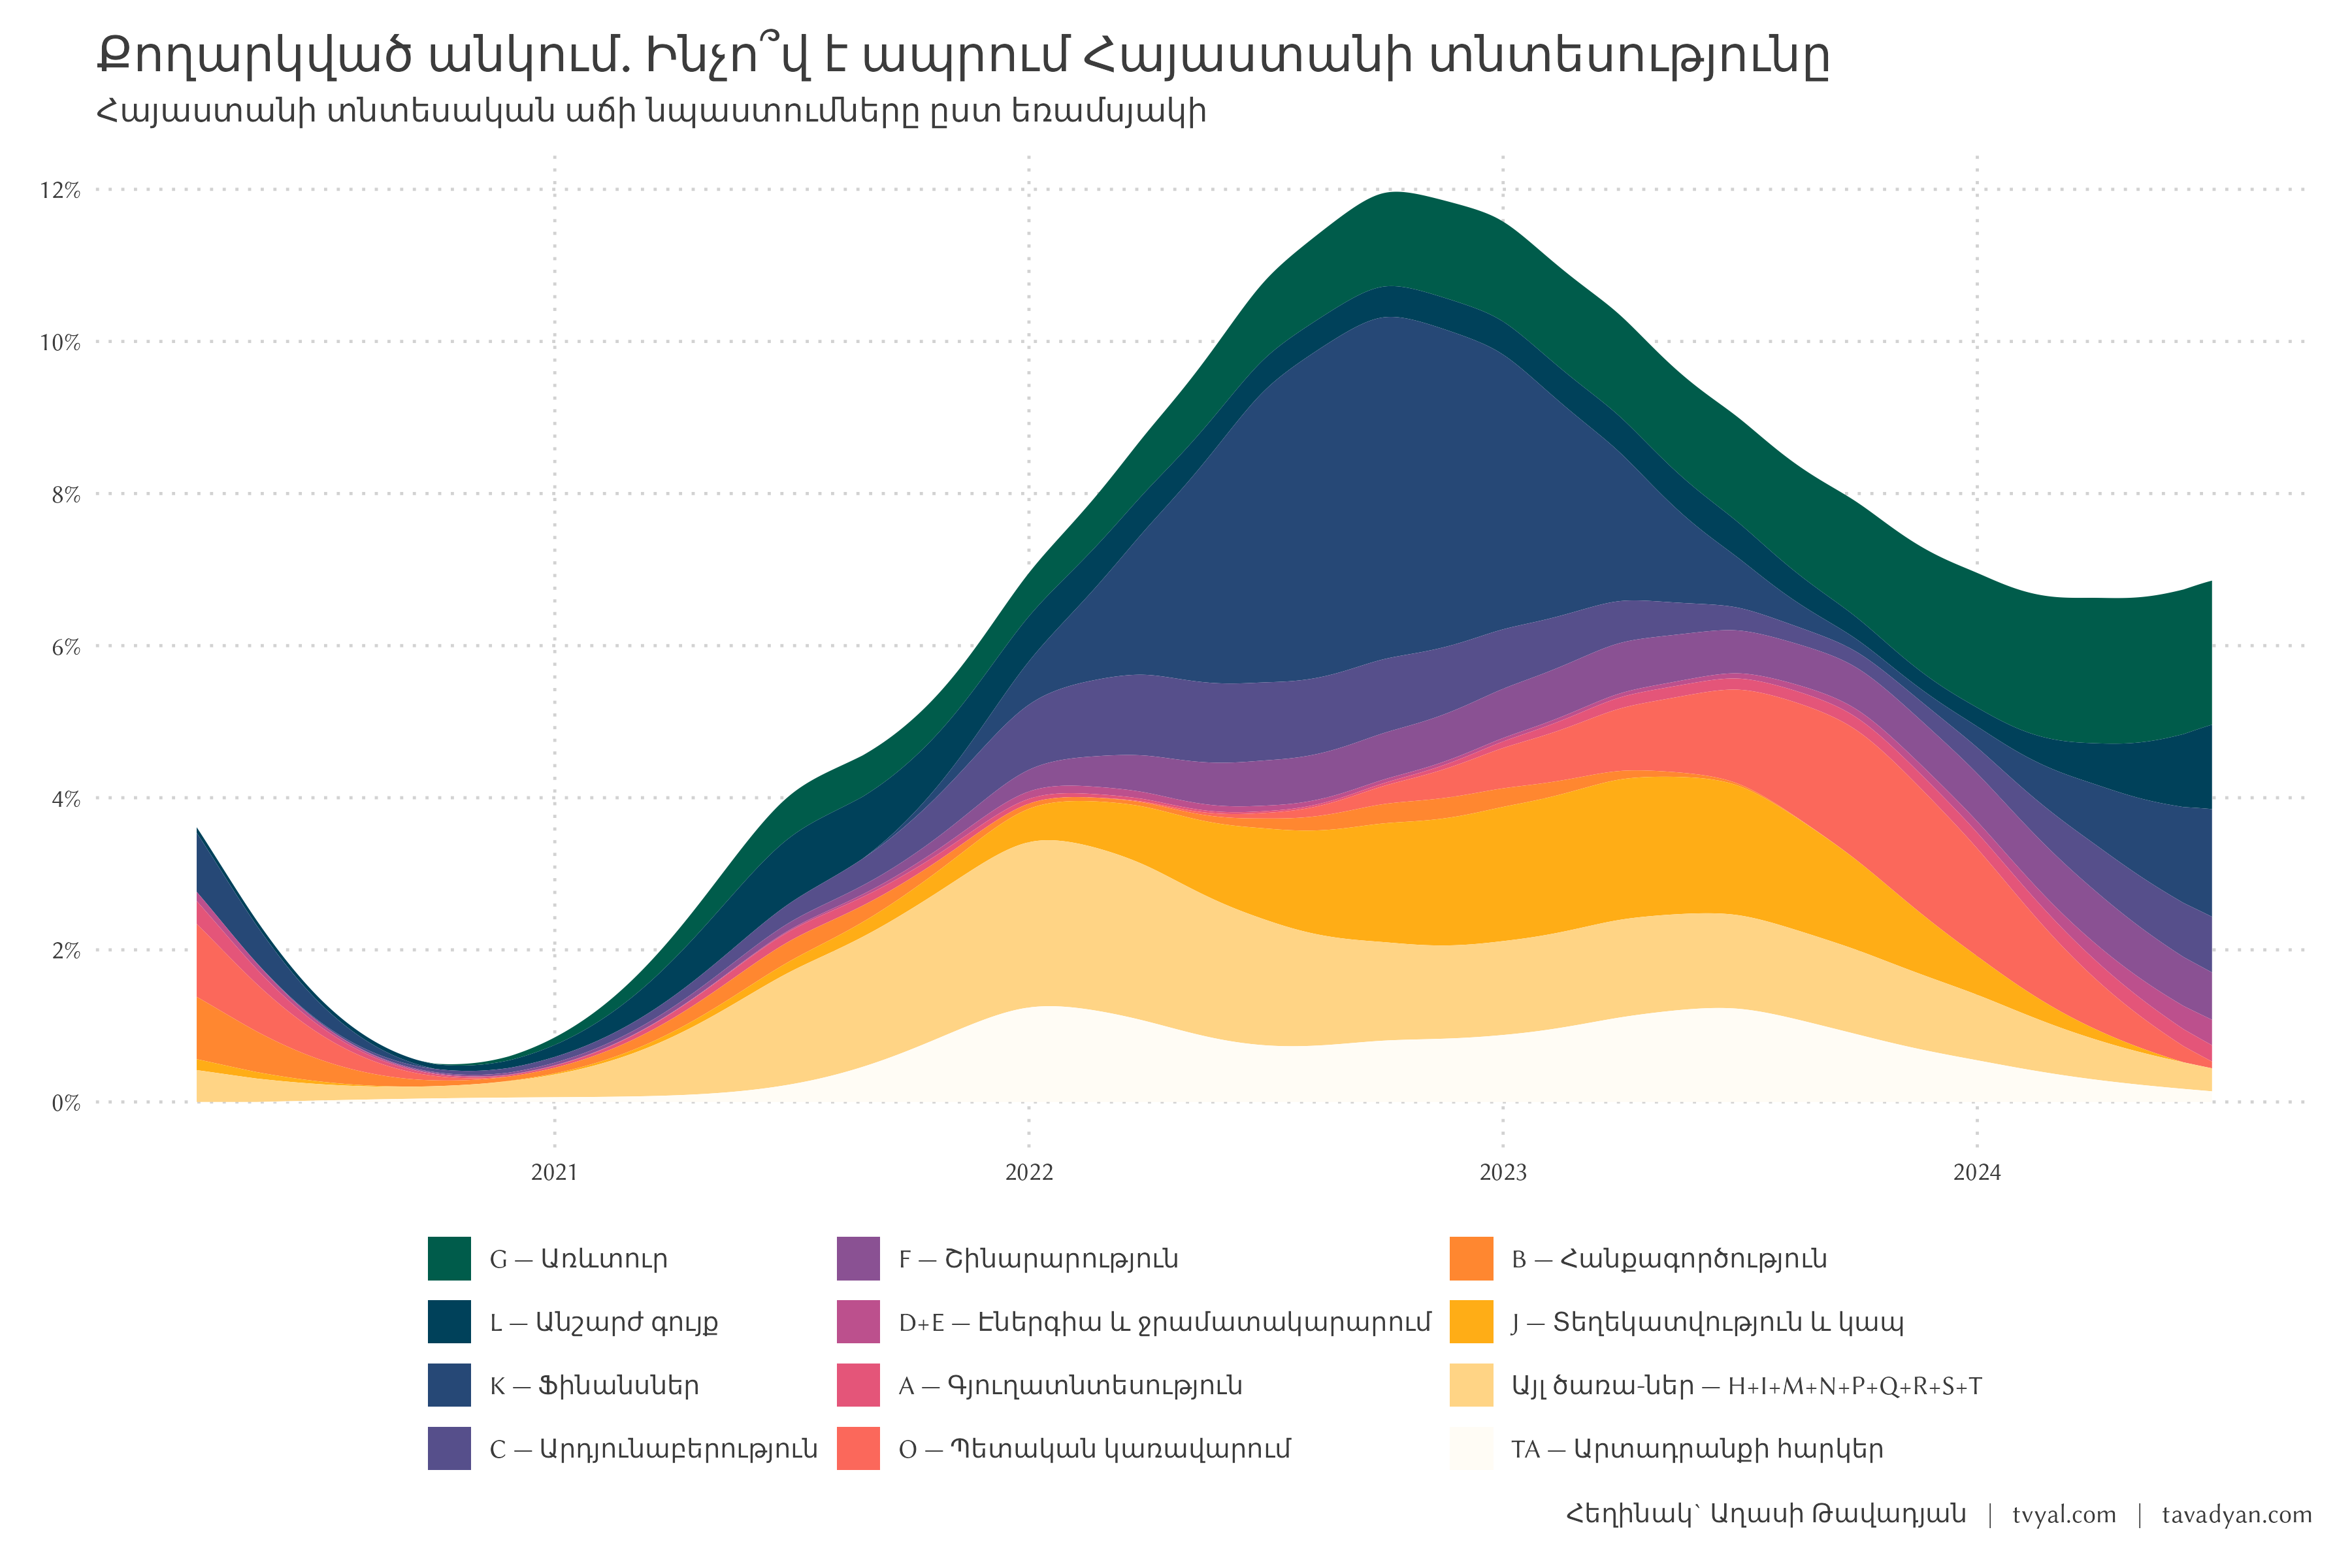 Քողարկված անկում. Ինչո՞վ է ապրում Հայաստանի տնտեսությունը
Հայաստանի տնտեսական աճի նպաստումները ըստ եռամսյակի
12%
10%
8%
6%
4%
2%
0%
2021 2022 2023 2024
G — Առևտուր
L — Անշարժ գույք
K — Ֆինանսներ
C — Արդյունաբերություն
F — Շինարարություն
D+E — Էներգիա և ջրամատակարարում
A — Գյուղատնտեսություն
O — Պետական կառավարում
B — Հանքագործություն
J — Տեղեկատվություն և կապ
Այլ ծառա-ներ — H+I+M+N+P+Q+R+S+T
TA — Արտադրանքի հարկեր
Հեղինակ՝ Աղասի Թավադյան | tvyal.com | tavadyan.com